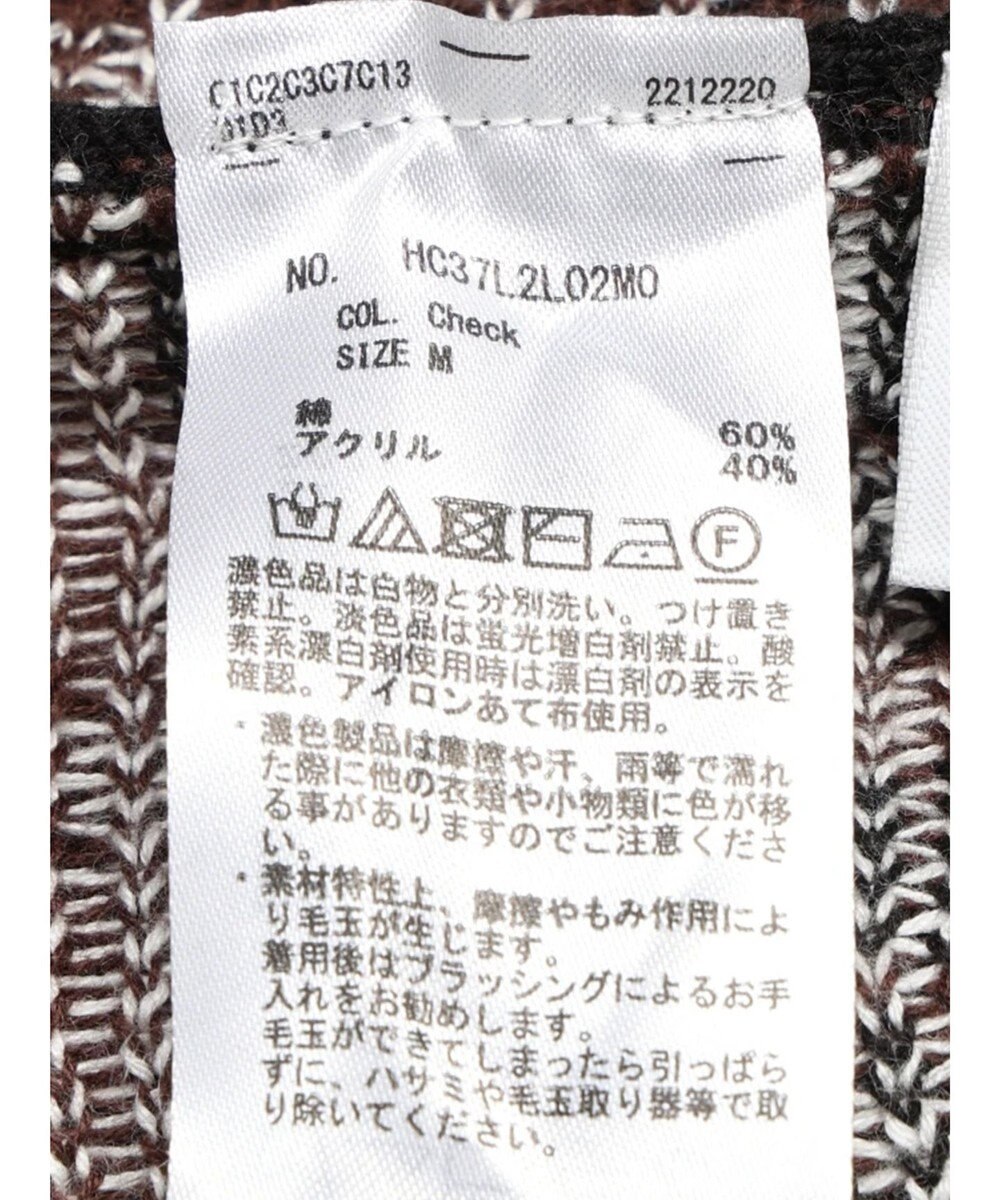 C1C2C3C7C13
2212220
D1D3
NO. HC37L2L02M0
COL. Check
SIZE M
綿 60%
アクリル 40%
F
濃色品は白物と分別洗い。つけ置き
禁止。淡色品は蛍光増白剤禁止。酸
素系漂白剤使用時は漂白剤の表示を
確認。アイロンあて布使用。
・濃色製品は摩擦や汗、雨等で濡れ
た際に他の衣類や小物類に色が移
る事がありますのでご注意くださ
い。
・素材特性上、摩擦やもみ作用によ
り毛玉が生じます。
着用後はブラッシングによるお手
入れをお勧めします。
毛玉ができてしまったら引っぱら
ずに、ハサミや毛玉取り器等で取
り除いてください。